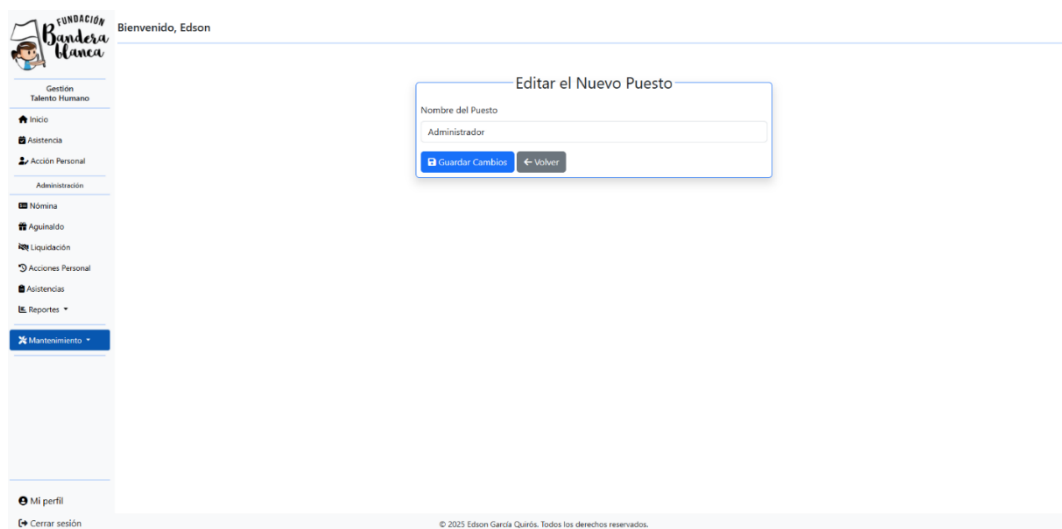 FUNDACIÓN
Bandera
blanca
Bienvenido, Edson
Gestión
Talento Humano
Inicio
Asistencia
Acción Personal
Administración
Nómina
Aguinaldo
Liquidación
Acciones Personal
Asistencias
Reportes
Mantenimiento
Mi perfil
Cerrar sesión
Editar el Nuevo Puesto
Nombre del Puesto
Administrador
Guardar Cambios
Volver
© 2025 Edson García Quirós. Todos los derechos reservados.